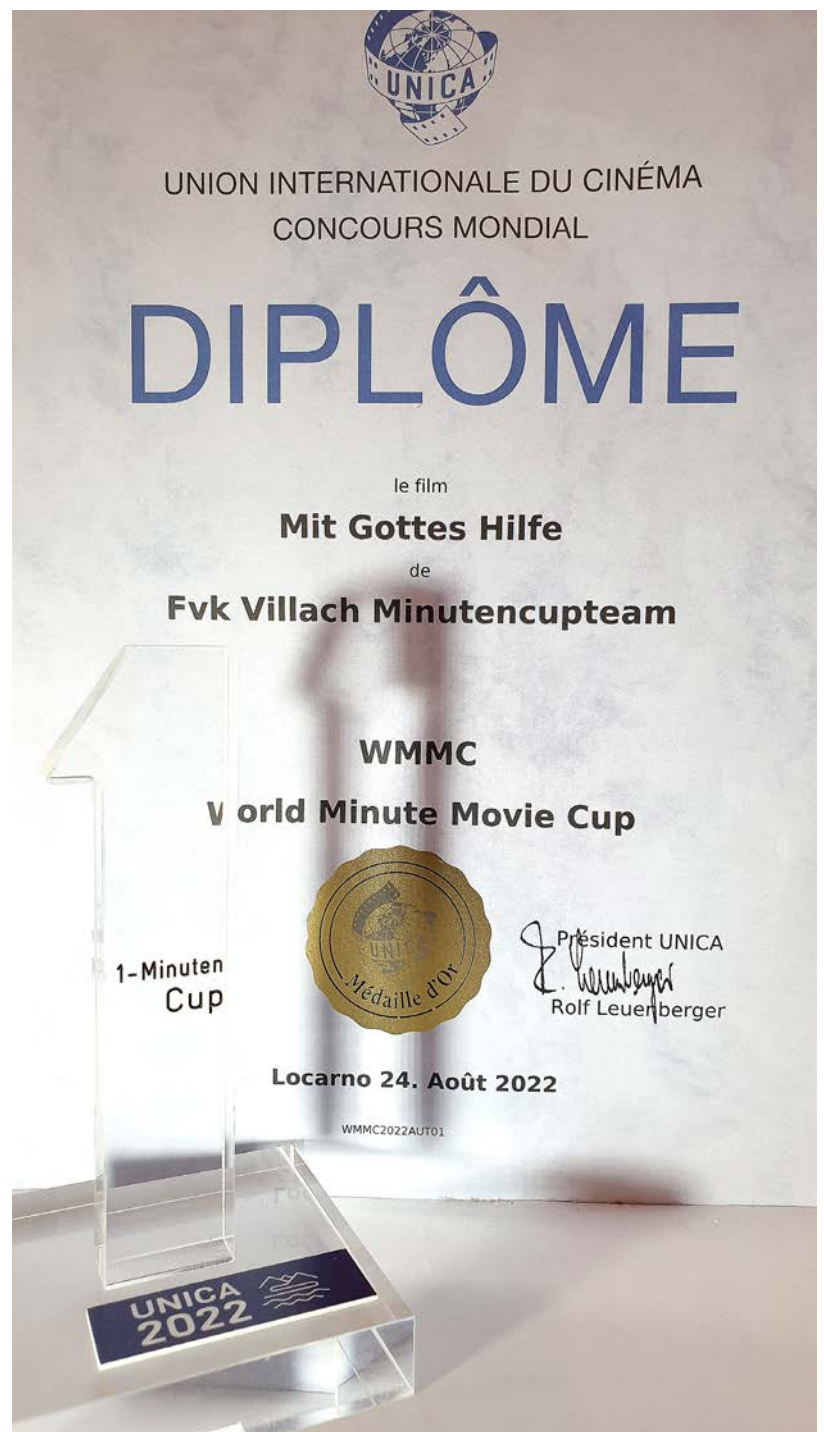 UNICA
UNION INTERNATIONALE DU CINÉMA
CONCOURS MONDIAL
DIPLÔME
le film
Mit Gottes Hilfe
de
Fvk Villach Minutencupteam
WMMC
World Minute Movie Cup
UNICA
Médaille d'Or
1-Minuten
Cup
Président UNICA
R. Leuenberger
Rolf Leuenberger
Locarno 24. Août 2022
WMMC2022AUT01
UNICA
2022